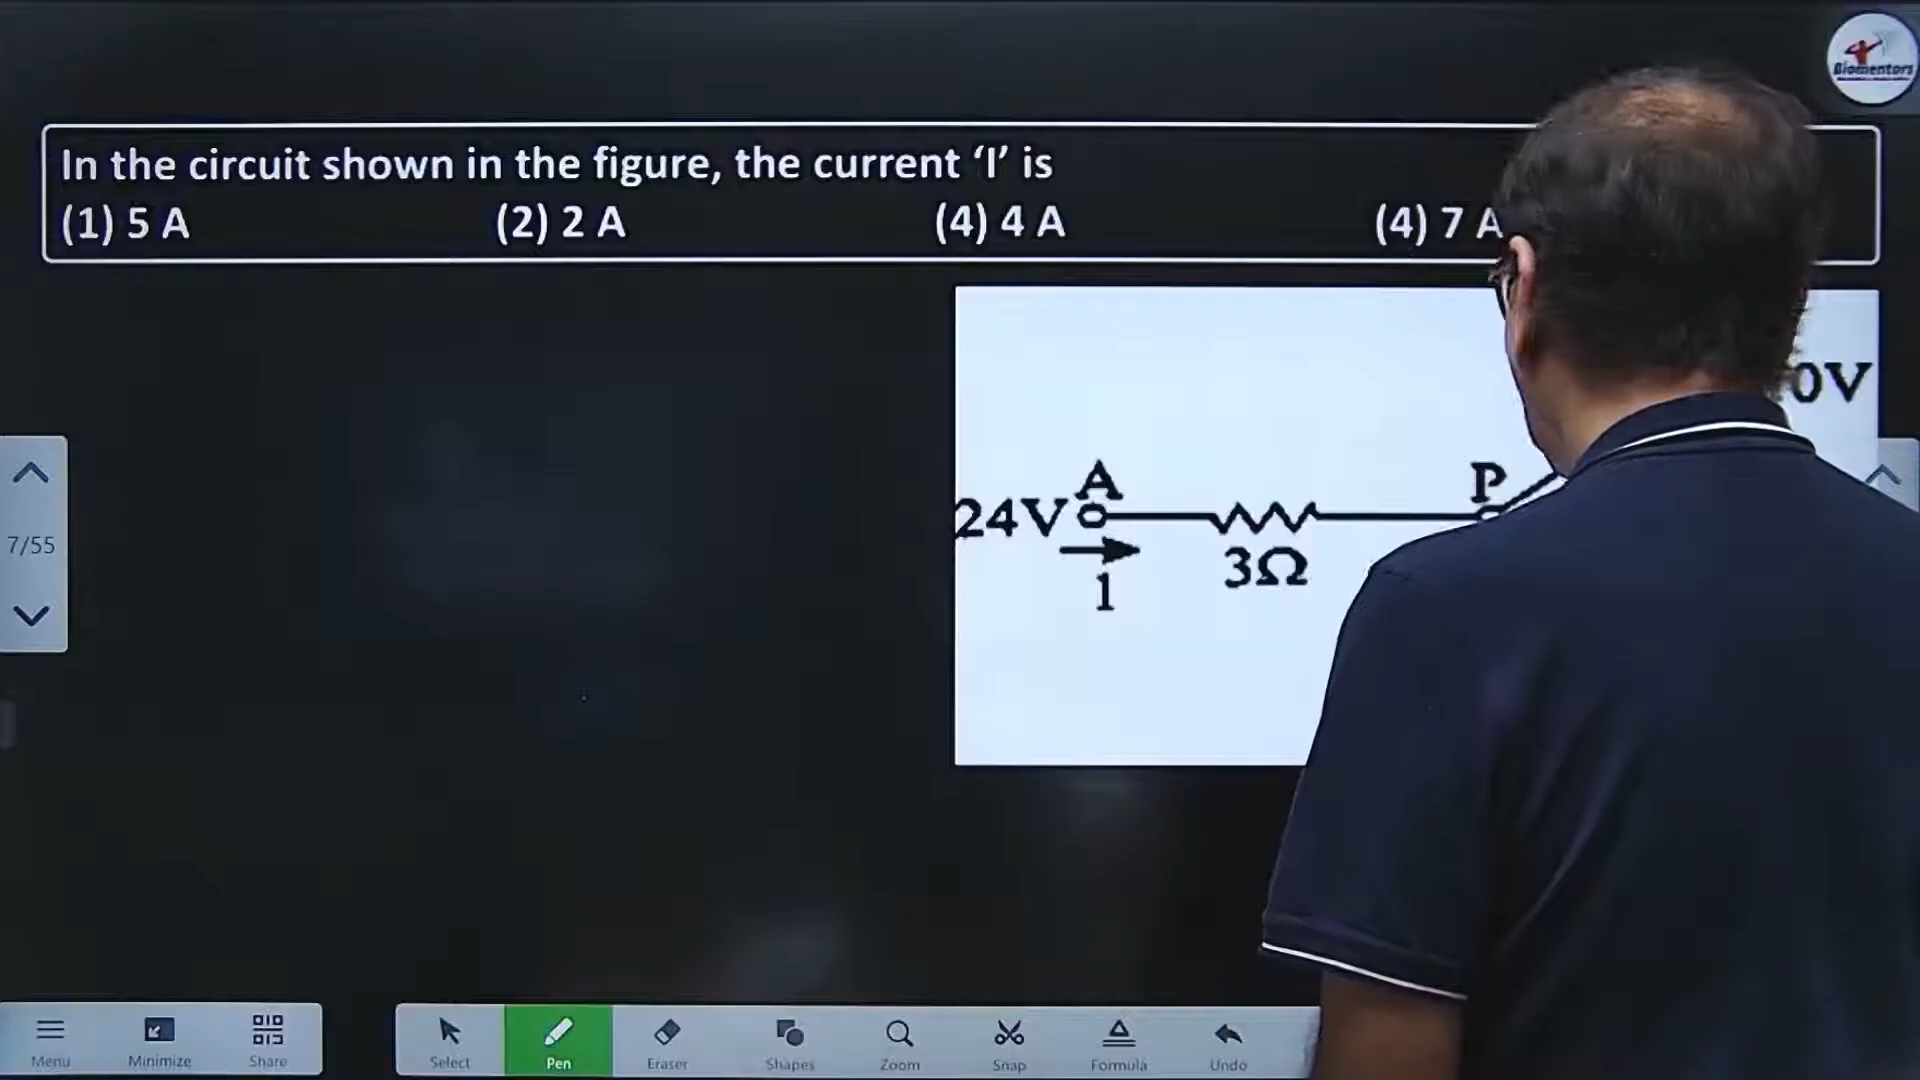 Biomentors
In the circuit shown in the figure, the current ‘I’ is
(1) 5 A (2) 2 A (4) 4 A (4) 7 A
0V
A
P
24V
3Ω
1
7/55
Menu Minimize Share Select Pen Eraser Shapes Zoom Snap Formula Undo